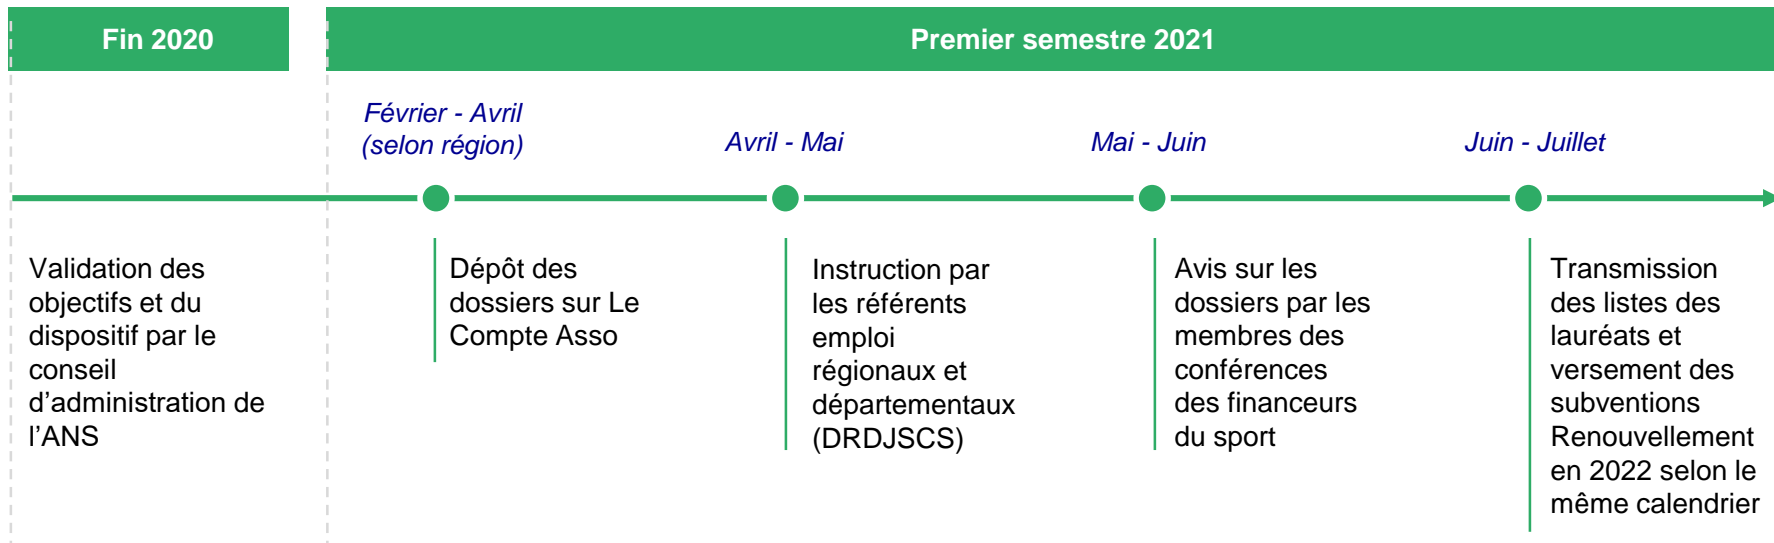 Fin 2020
Premier semestre 2021
Février - Avril
(selon région)
Avril - Mai
Mai - Juin
Juin - Juillet
Validation des
objectifs et du
dispositif par le
conseil
d’administration de
l’ANS
Dépôt des
dossiers sur Le
Compte Asso
Instruction par
les référents
emploi
régionaux et
départementaux
(DRDJSCS)
Avis sur les
dossiers par les
membres des
conférences
des financeurs
du sport
Transmission
des listes des
lauréats et
versement des
subventions
Renouvellement
en 2022 selon le
même calendrier